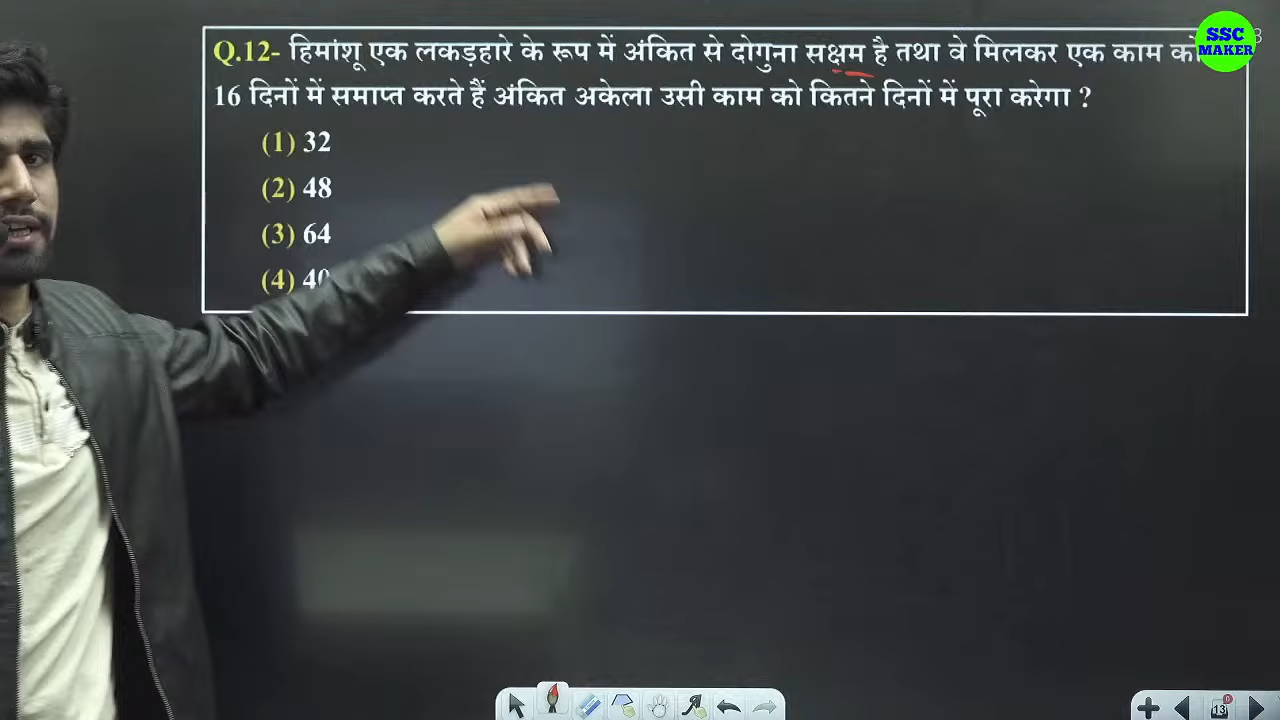 Q.12- हिमांशू एक लकड़हारे के रूप में अंकित से दोगुना सक्षम है तथा वे मिलकर एक काम को
16 दिनों में समाप्त करते हैं अंकित अकेला उसी काम को कितने दिनों में पूरा करेगा ?
(1) 32
(2) 48
(3) 64
(4) 40
SSC
MAKER
13